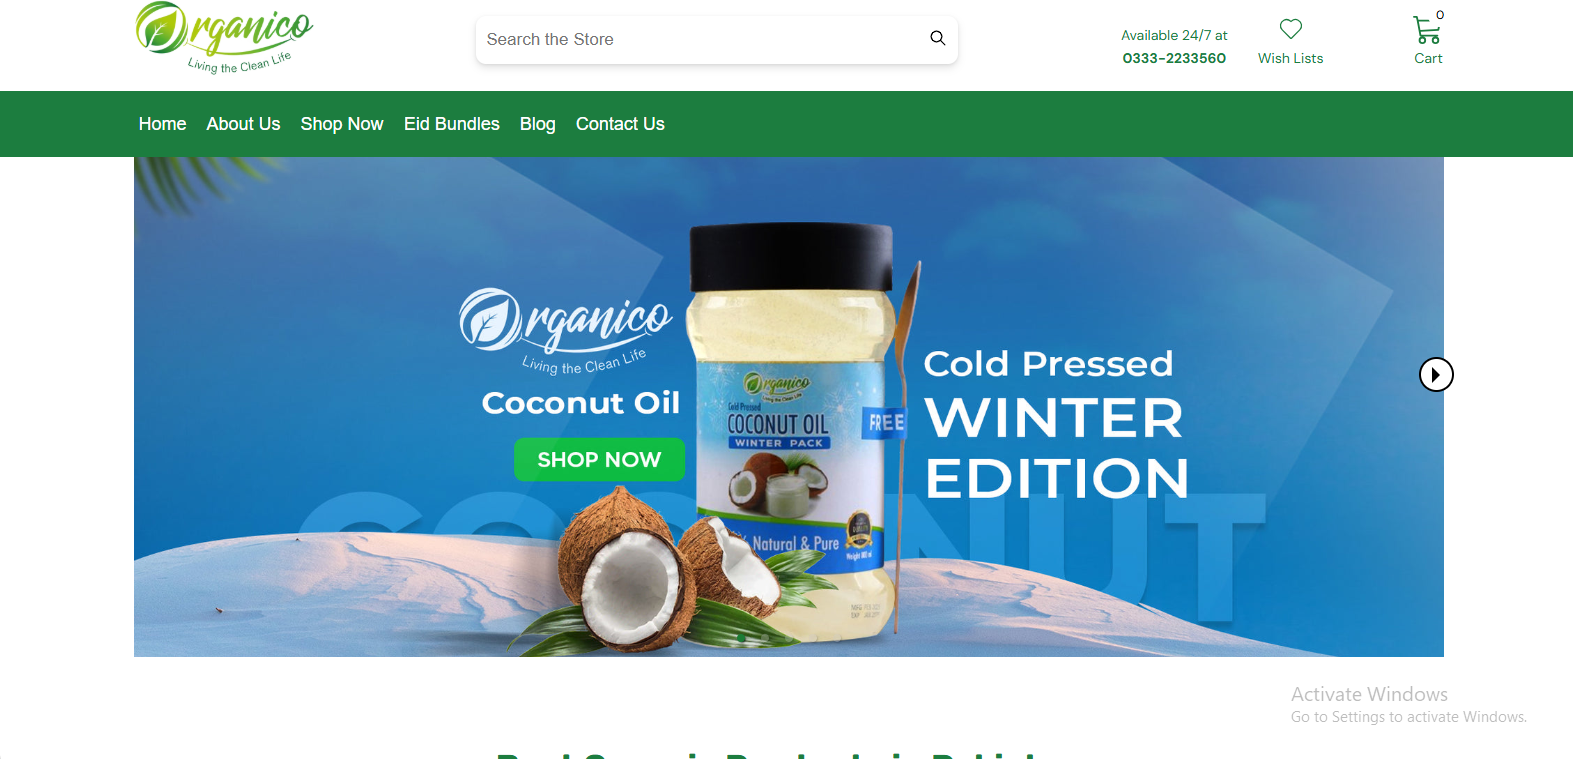 Organico
Living the Clean Life
Search the Store
Available 24/7 at
0333-2233560
Wish Lists
0
Cart
Home
About Us
Shop Now
Eid Bundles
Blog
Contact Us
Organico
Living the Clean Life
Coconut Oil
SHOP NOW
Organico
Living the Clean Life
Cold Pressed
COCONUT OIL
WINTER PACK
FREE
Natural & Pure
Cold Pressed
WINTER
EDITION
Activate Windows
Go to Settings to activate Windows.